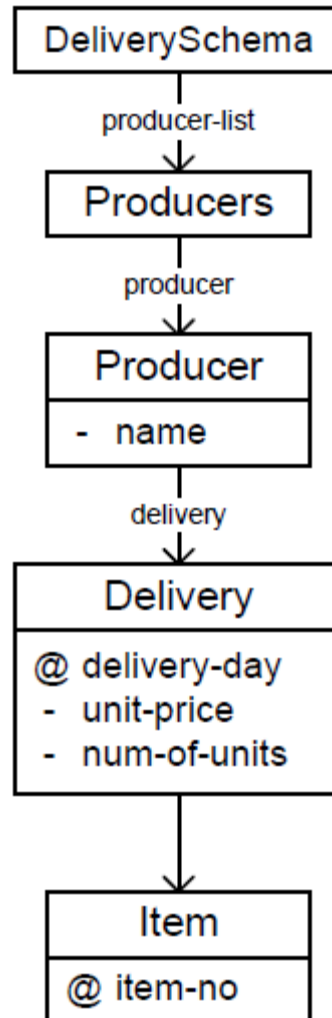 DeliverySchema
producer-list
Producers
producer
Producer
- name
delivery
Delivery
@ delivery-day
- unit-price
- num-of-units
Item
@ item-no